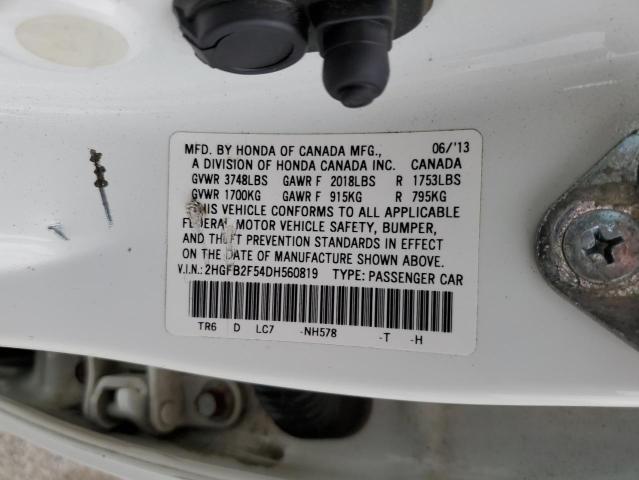 MFD. BY HONDA OF CANADA MFG., 06/'13
A DIVISION OF HONDA CANADA INC. CANADA
GVWR 3748LBS GAWR F 2018LBS R 1753LBS
GVWR 1700KG GAWR F 915KG R 795KG
THIS VEHICLE CONFORMS TO ALL APPLICABLE
FEDERAL MOTOR VEHICLE SAFETY, BUMPER,
AND THEFT PREVENTION STANDARDS IN EFFECT
ON THE DATE OF MANUFACTURE SHOWN ABOVE.
V.I.N.: 2HGFB2F54DH560819 TYPE: PASSENGER CAR
TR6 D LC7 -NH578 -T -H